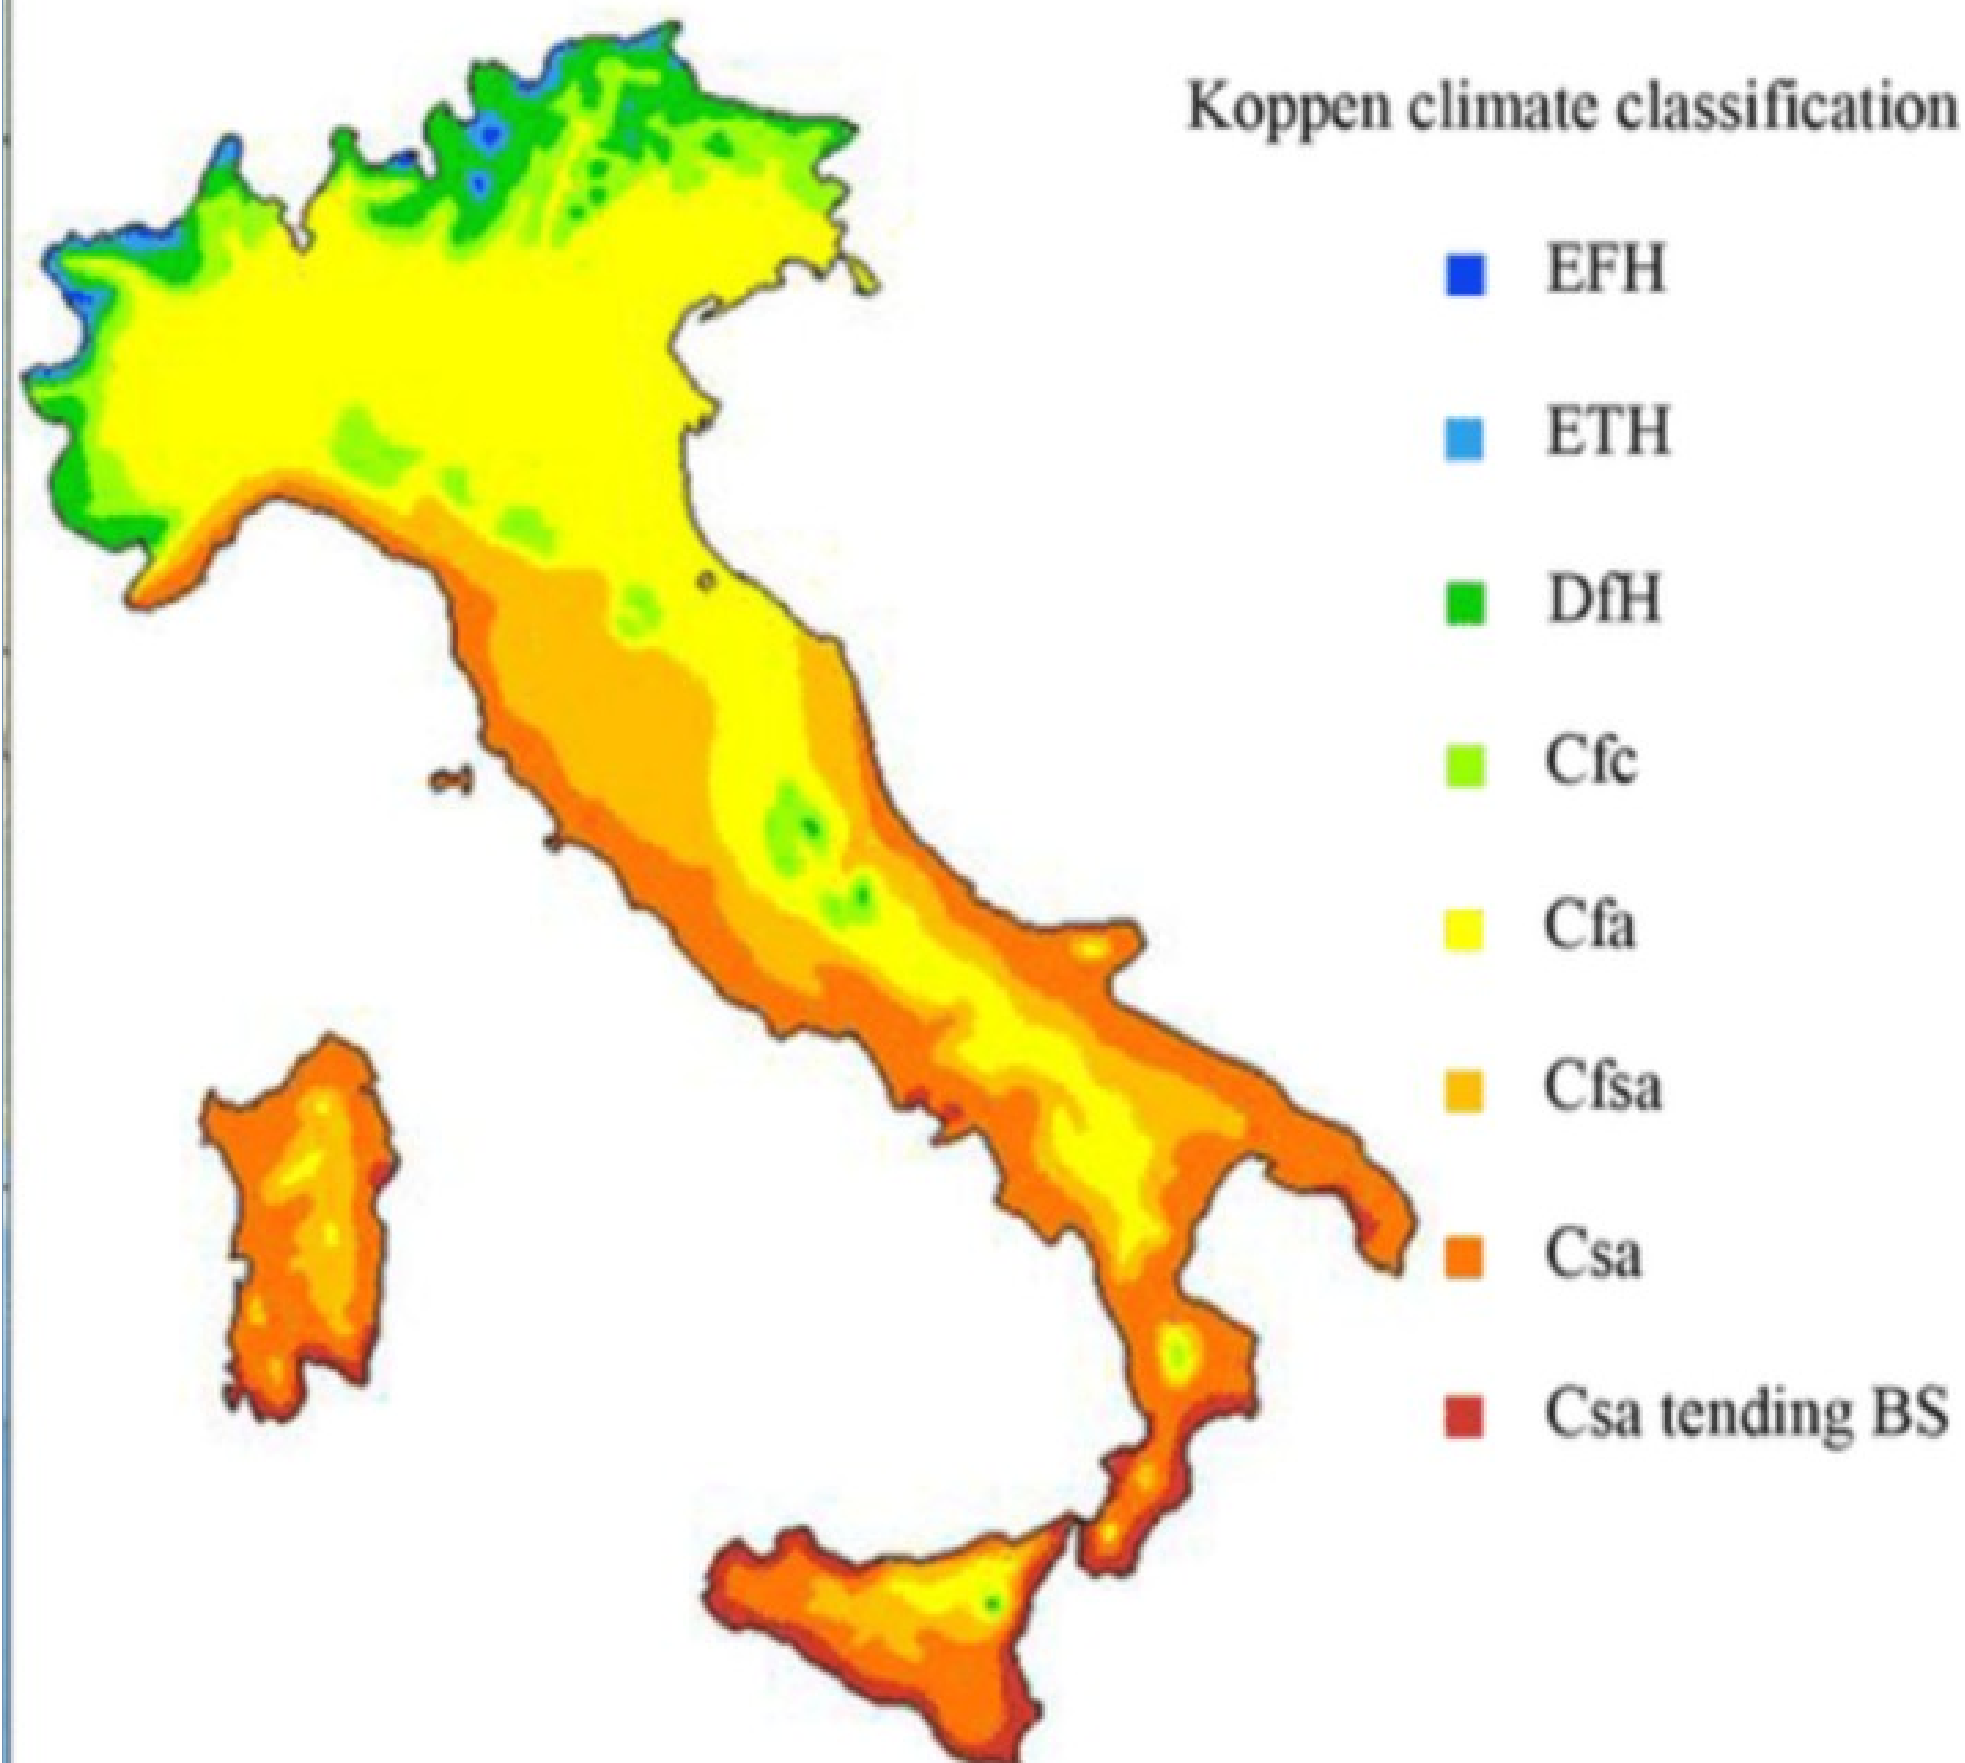 Koppen climate classification
EFH
ETH
DfH
Cfc
Cfa
Cfsa
Csa
Csa tending BS